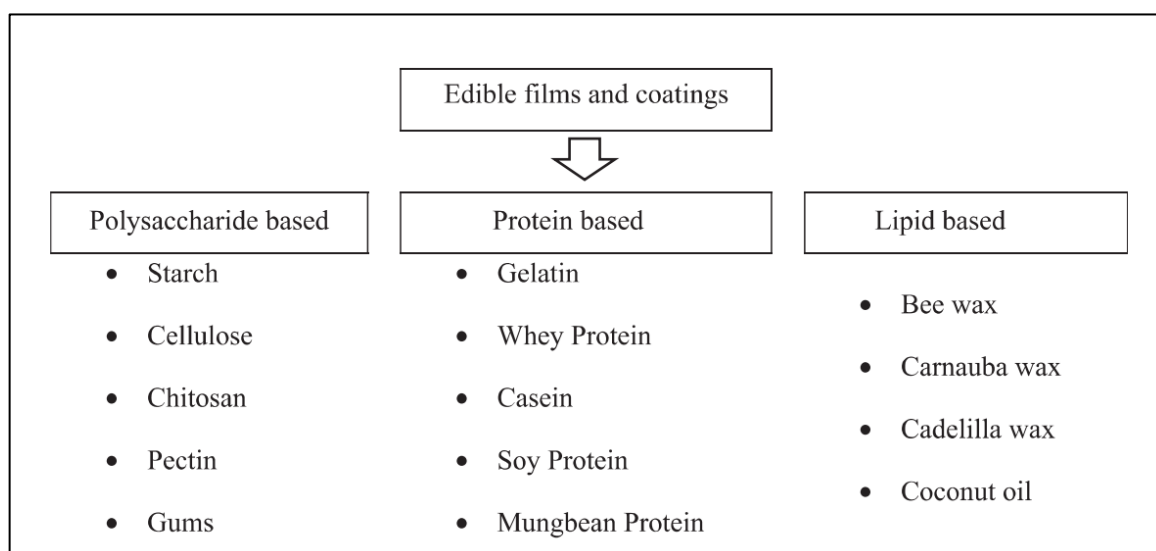 Edible films and coatings
Polysaccharide based
• Starch
• Cellulose
• Chitosan
• Pectin
• Gums
Protein based
• Gelatin
• Whey Protein
• Casein
• Soy Protein
• Mungbean Protein
Lipid based
• Bee wax
• Carnauba wax
• Cadelilla wax
• Coconut oil